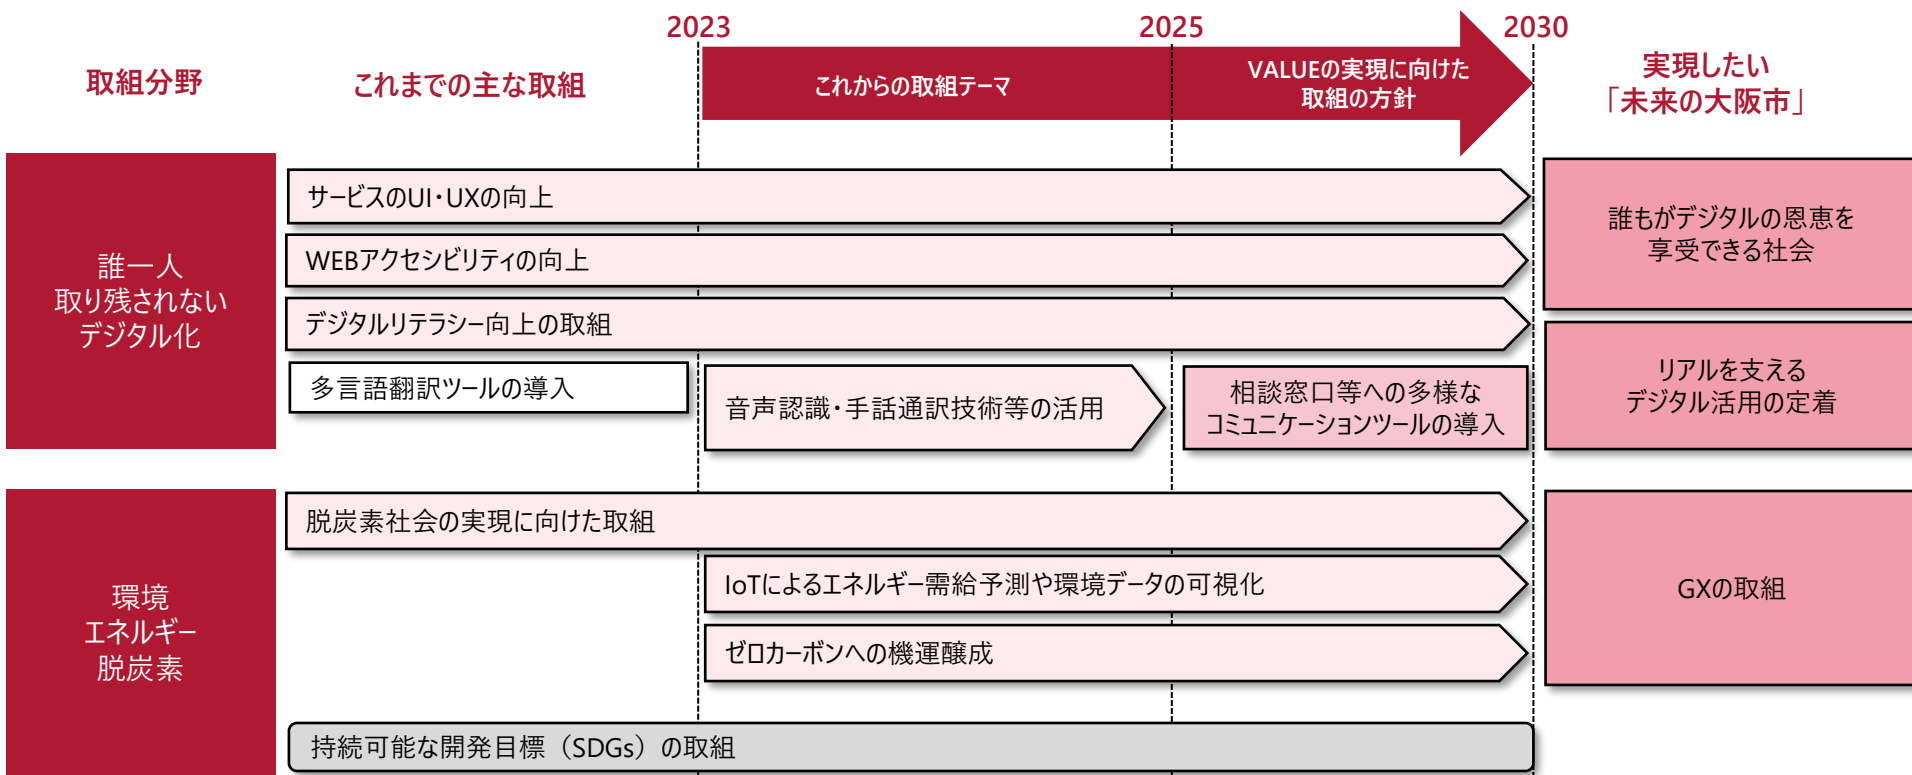 2023
2025
2030
取組分野
これまでの主な取組
これからの取組テーマ
VALUEの実現に向けた
取組の方針
実現したい
「未来の大阪市」
誰一人
取り残されない
デジタル化
サービスのUI・UXの向上
WEBアクセシビリティの向上
デジタルリテラシー向上の取組
多言語翻訳ツールの導入
音声認識・手話通訳技術等の活用
相談窓口等への多様な
コミュニケーションツールの導入
誰もがデジタルの恩恵を
享受できる社会
リアルを支える
デジタル活用の定着
環境
エネルギー
脱炭素
脱炭素社会の実現に向けた取組
IoTによるエネルギー需給予測や環境データの可視化
ゼロカーボンへの機運醸成
持続可能な開発目標（SDGs）の取組
GXの取組